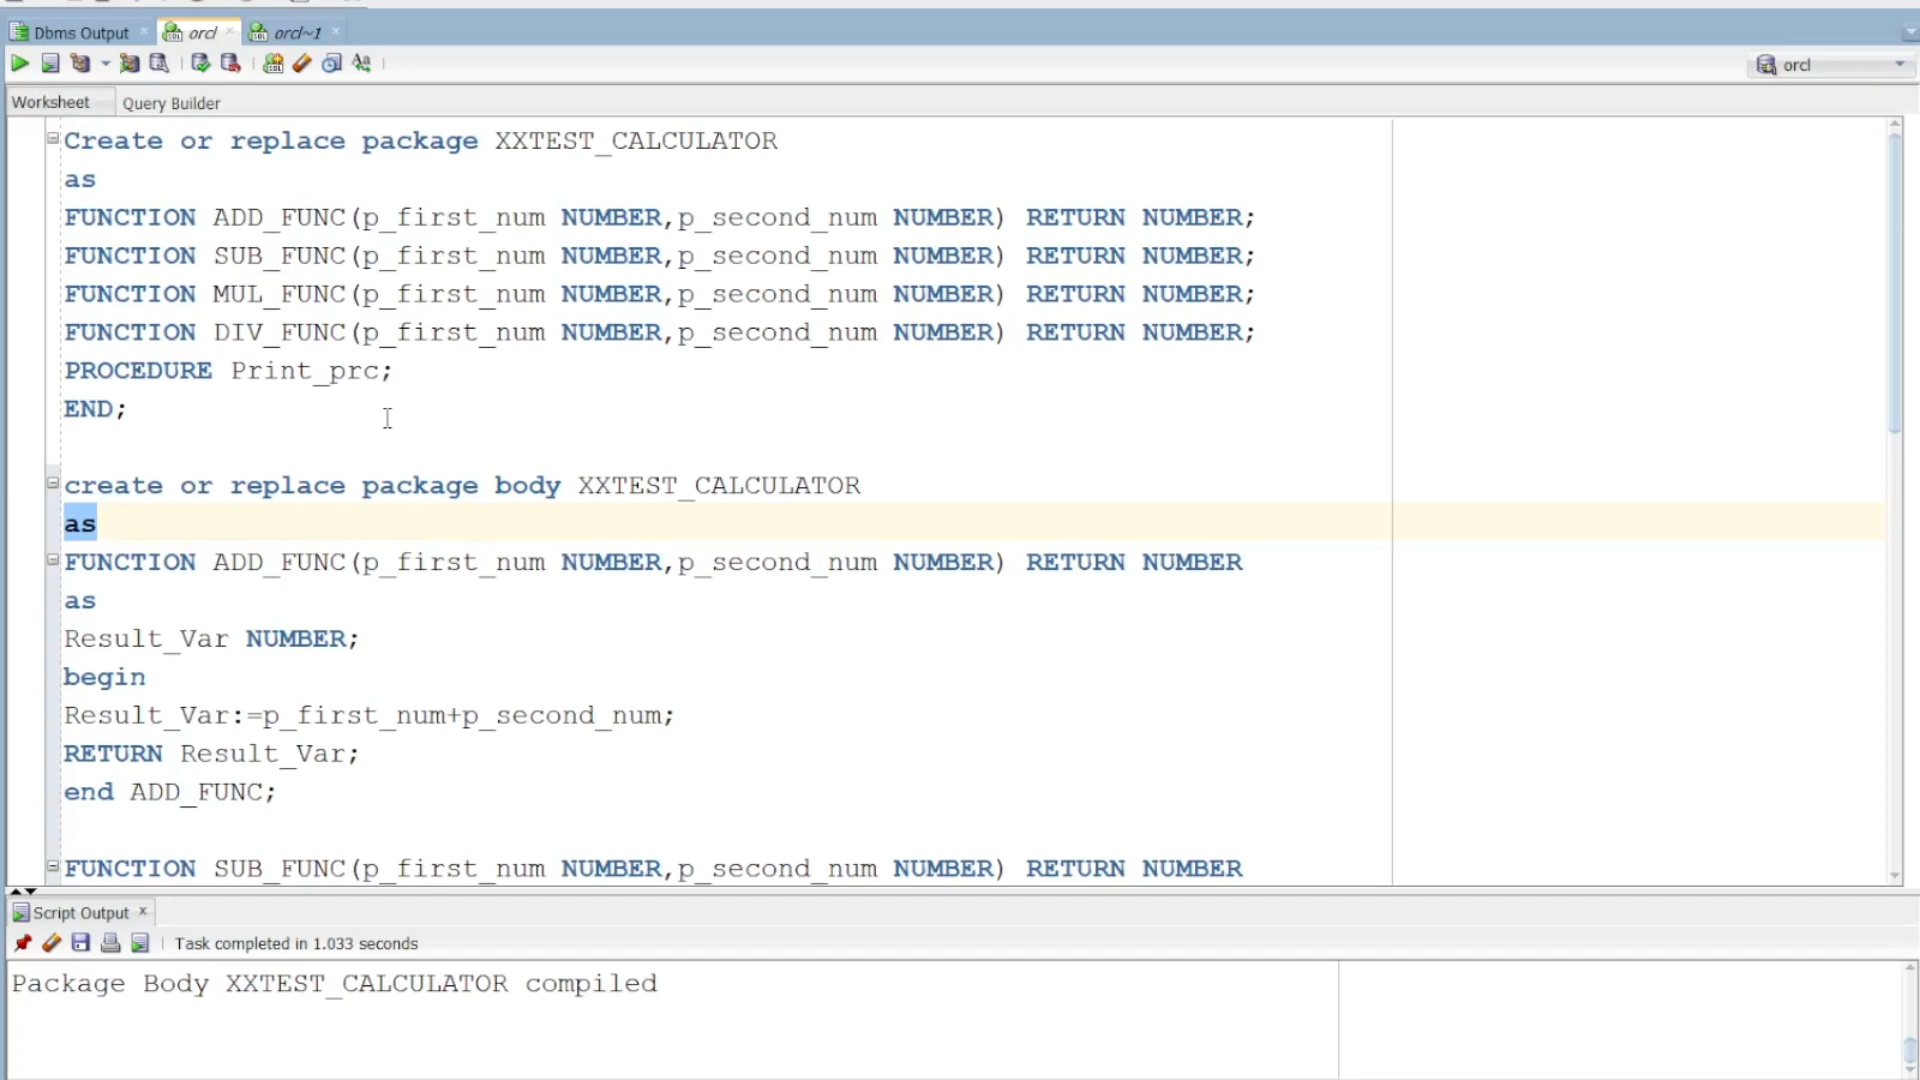 Dbms Output orcl orcl~1
orcl
Worksheet Query Builder
Create or replace package XXTEST_CALCULATOR
as
FUNCTION ADD_FUNC(p_first_num NUMBER,p_second_num NUMBER) RETURN NUMBER;
FUNCTION SUB_FUNC(p_first_num NUMBER,p_second_num NUMBER) RETURN NUMBER;
FUNCTION MUL_FUNC(p_first_num NUMBER,p_second_num NUMBER) RETURN NUMBER;
FUNCTION DIV_FUNC(p_first_num NUMBER,p_second_num NUMBER) RETURN NUMBER;
PROCEDURE Print_prc;
END;
create or replace package body XXTEST_CALCULATOR
as
FUNCTION ADD_FUNC(p_first_num NUMBER,p_second_num NUMBER) RETURN NUMBER
as
Result_Var NUMBER;
begin
Result_Var:=p_first_num+p_second_num;
RETURN Result_Var;
end ADD_FUNC;
FUNCTION SUB_FUNC(p_first_num NUMBER,p_second_num NUMBER) RETURN NUMBER
Script Output
Task completed in 1.033 seconds
Package Body XXTEST_CALCULATOR compiled